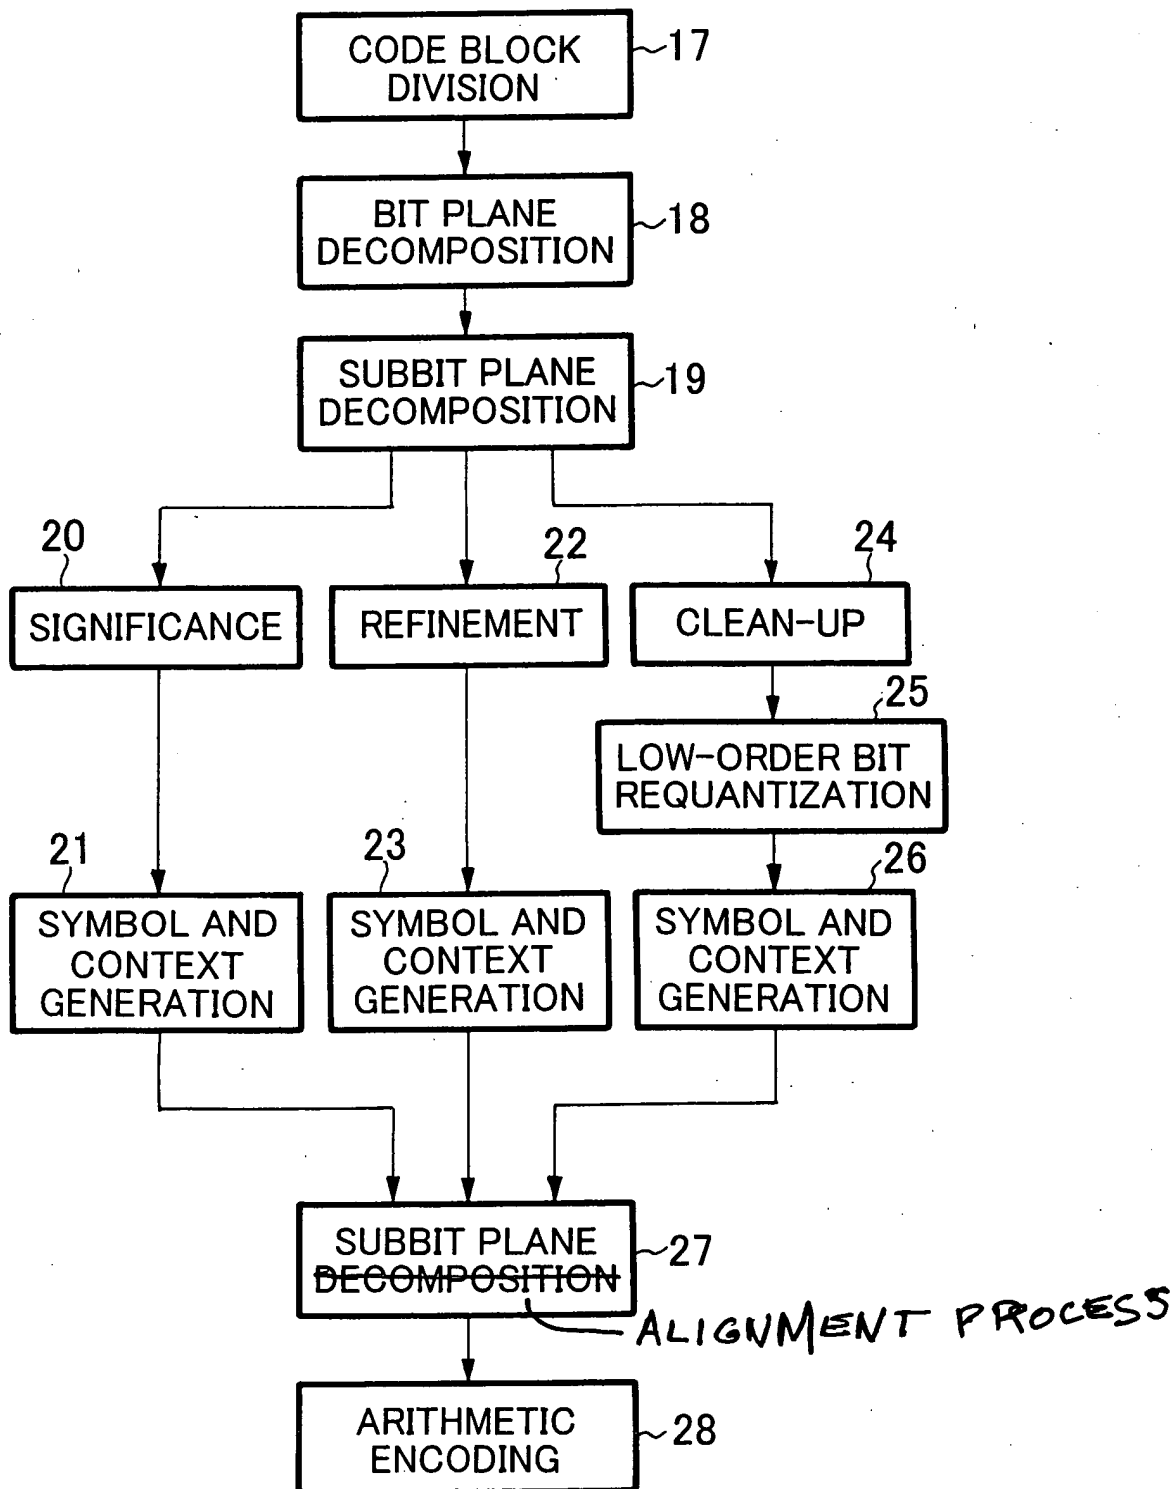 CODE BLOCK
DIVISION
17
BIT PLANE
DECOMPOSITION
18
SUBBIT PLANE
DECOMPOSITION
19
20
22
24
SIGNIFICANCE
REFINEMENT
CLEAN-UP
25
LOW-ORDER BIT
REQUANTIZATION
21
23
26
SYMBOL AND
CONTEXT
GENERATION
SYMBOL AND
CONTEXT
GENERATION
SYMBOL AND
CONTEXT
GENERATION
SUBBIT PLANE
DECOMPOSITION
27
ALIGNMENT PROCESS
ARITHMETIC
ENCODING
28